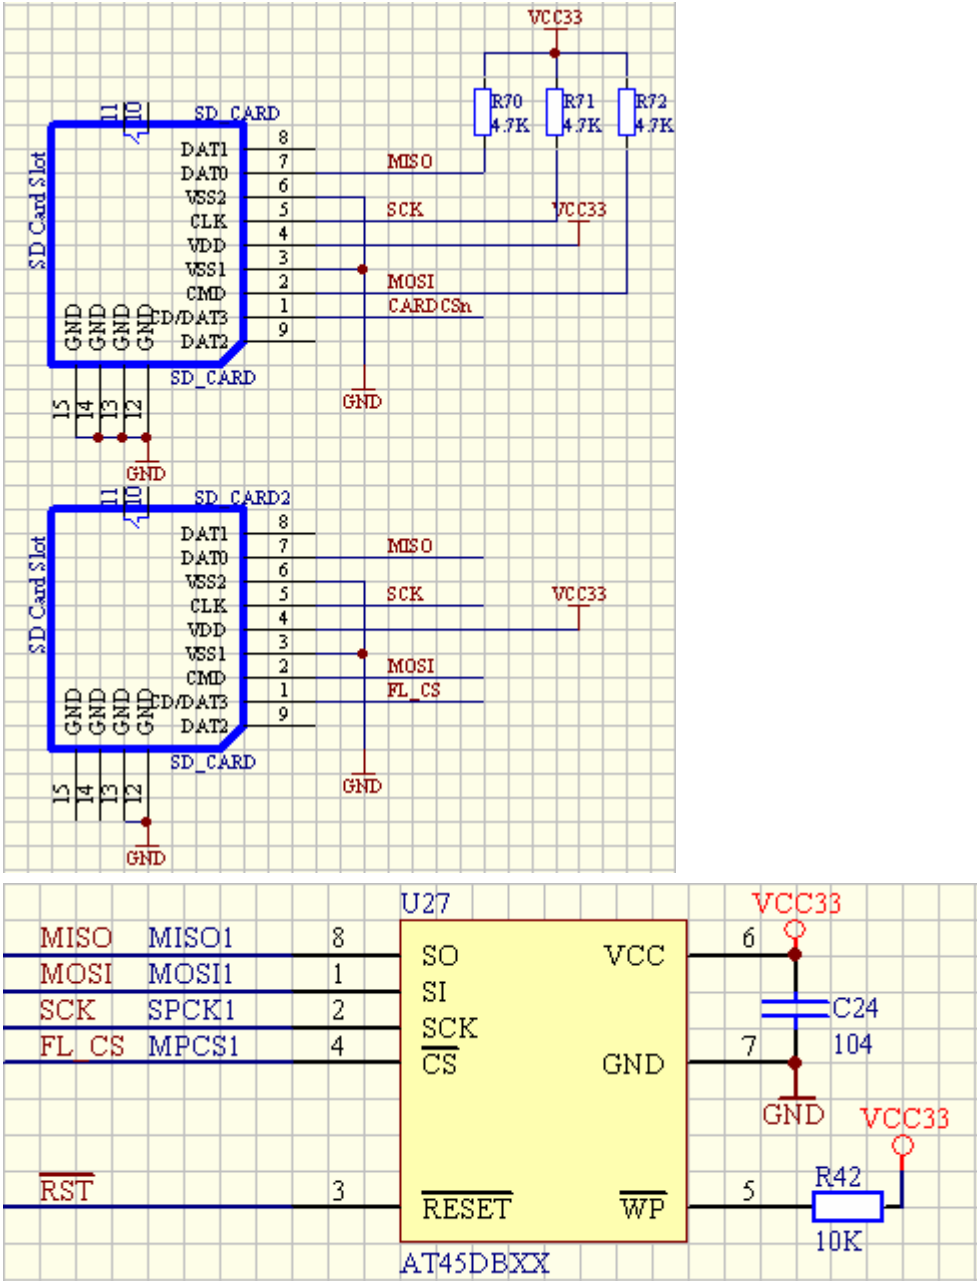 VCC33
R70 R71 R72
4.7K 4.7K 4.7K
11 10
SD_CARD
SD Card Slot
DAT1 8
DAT0 7 MISO
VSS2 6
CLK 5 SCK VCC33
VDD 4
VSS1 3
CMD 2 MOSI
CD/DAT3 1 CARDCSn
DAT2 9
GND GND GND GND
SD_CARD
15 14 13 12
GND
GND
11 10
SD_CARD2
SD Card Slot
DAT1 8
DAT0 7 MISO
VSS2 6
CLK 5 SCK VCC33
VDD 4
VSS1 3
CMD 2 MOSI
CD/DAT3 1 FL_CS
DAT2 9
GND GND GND GND
SD_CARD
15 14 13 12
GND
GND
U27 VCC33
MISO MISO1 8 SO VCC 6
MOSI MOSI1 1 SI
SCK SPCK1 2 SCK C24
FL_CS MPCS1 4 CS GND 7 104
GND VCC33
RST 3 RESET WP 5 R42
10K
AT45DBXX